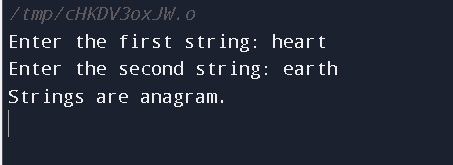 /tmp/cHKDV3oxJW.o
Enter the first string: heart
Enter the second string: earth
Strings are anagram.